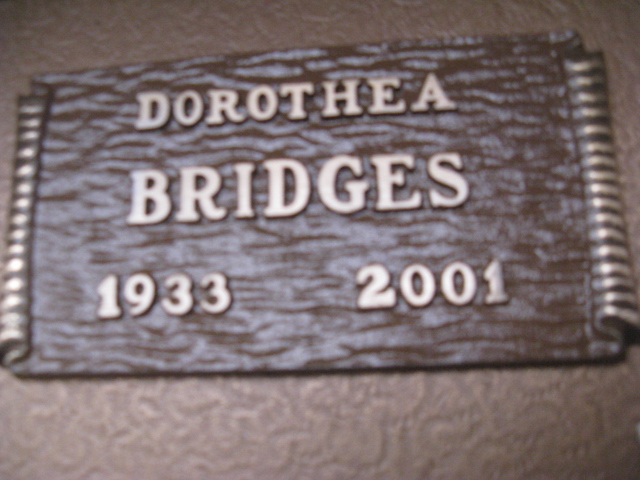 DOROTHEA
BRIDGES
1933 2001